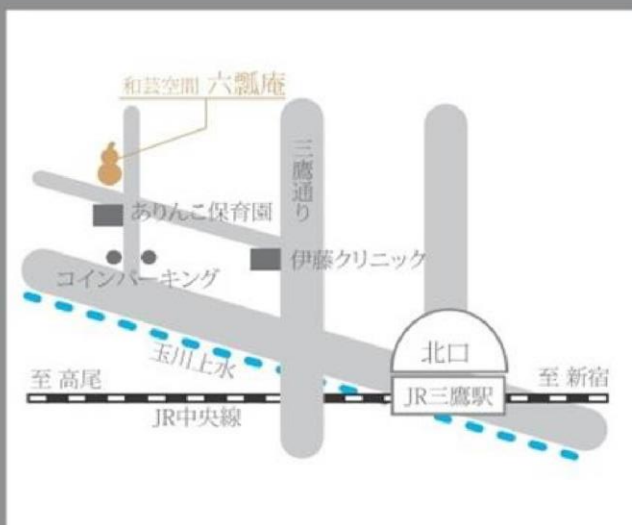 和芸空間 六瓢庵
三鷹通り
ありんこ保育園
伊藤クリニック
コインパーキング
玉川上水
北口
至 高尾
至 新宿
JR三鷹駅
JR中央線